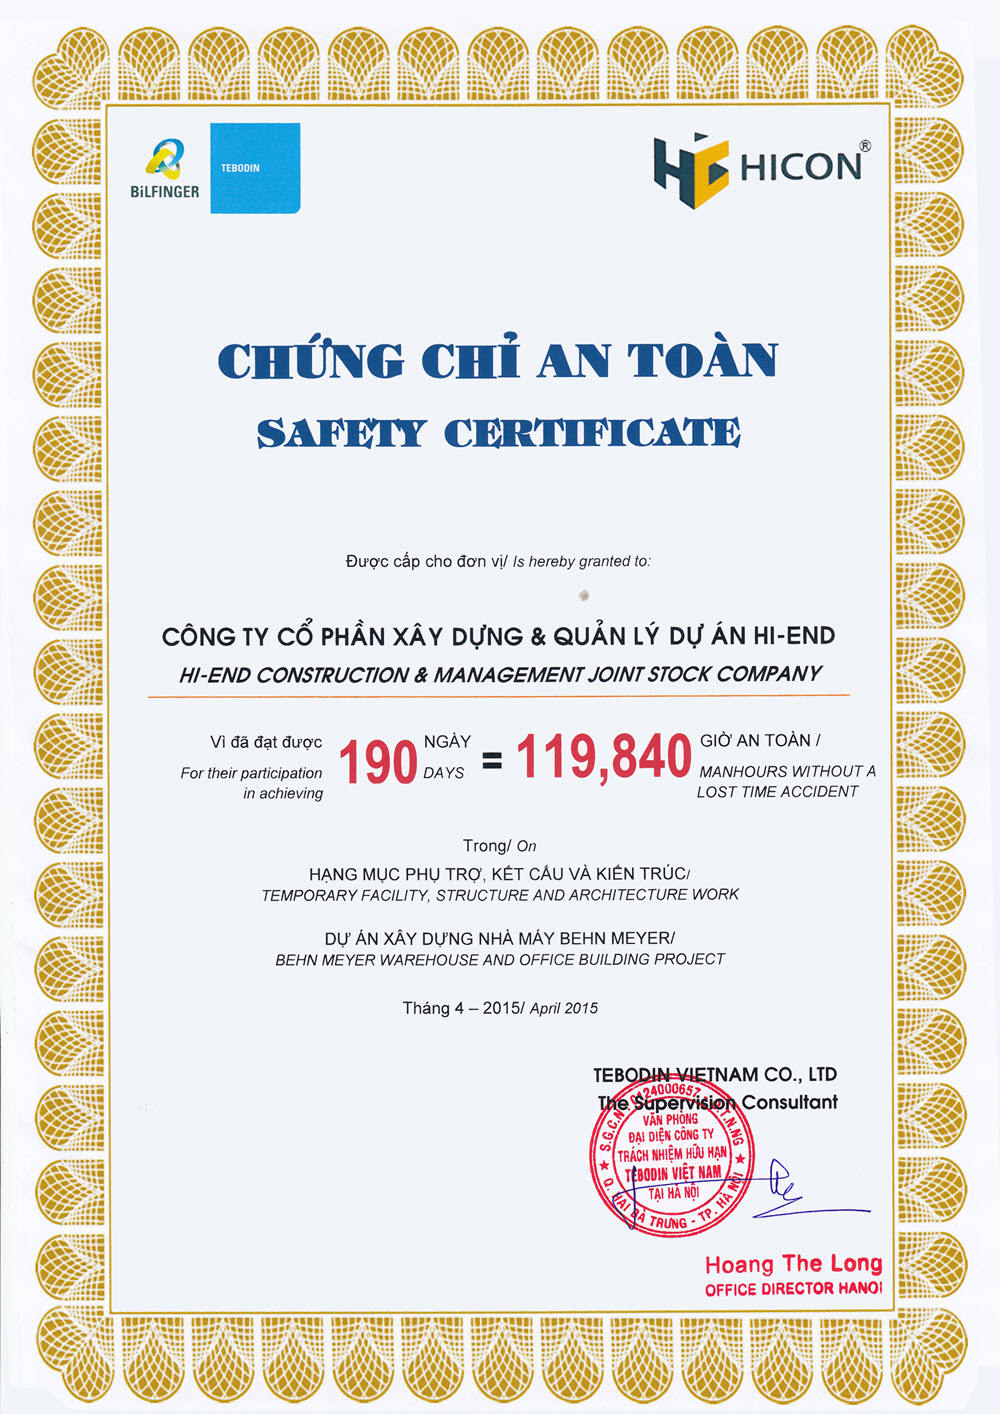 BiLFINGER
TEBODIN
HC HICON®
CHỨNG CHỈ AN TOÀN
SAFETY CERTIFICATE
Được cấp cho đơn vị/ Is hereby granted to:
CÔNG TY CỔ PHẦN XÂY DỰNG & QUẢN LÝ DỰ ÁN HI-END
HI-END CONSTRUCTION & MANAGEMENT JOINT STOCK COMPANY
Vì đã đạt được 190 NGÀY = 119,840 GIỜ AN TOÀN /
For their participation DAYS MANHOURS WITHOUT A
in achieving LOST TIME ACCIDENT
Trong/ On
HẠNG MỤC PHỤ TRỢ, KẾT CẤU VÀ KIẾN TRÚC/
TEMPORARY FACILITY, STRUCTURE AND ARCHITECTURE WORK
DỰ ÁN XÂY DỰNG NHÀ MÁY BEHN MEYER/
BEHN MEYER WAREHOUSE AND OFFICE BUILDING PROJECT
Tháng 4 – 2015/ April 2015
TEBODIN VIETNAM CO., LTD
The Supervision Consultant
VĂN PHÒNG
ĐẠI DIỆN CÔNG TY
TRÁCH NHIỆM HỮU HẠN
TEBODIN VIỆT NAM
TẠI HÀ NỘI
Q. HAI BÀ TRƯNG - TP. HÀ NỘI
Hoang The Long
OFFICE DIRECTOR HANOI